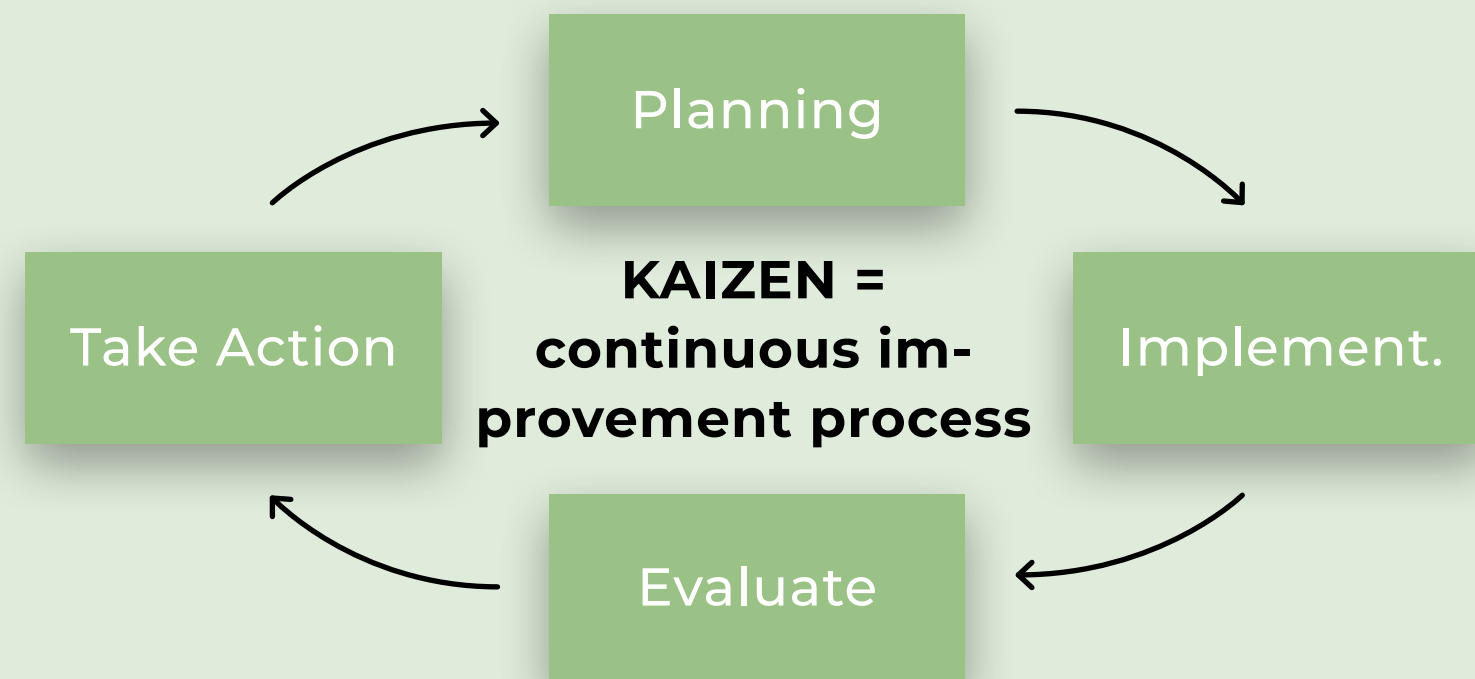 Planning
KAIZEN =
continuous im-
provement process
Take Action
Implement.
Evaluate